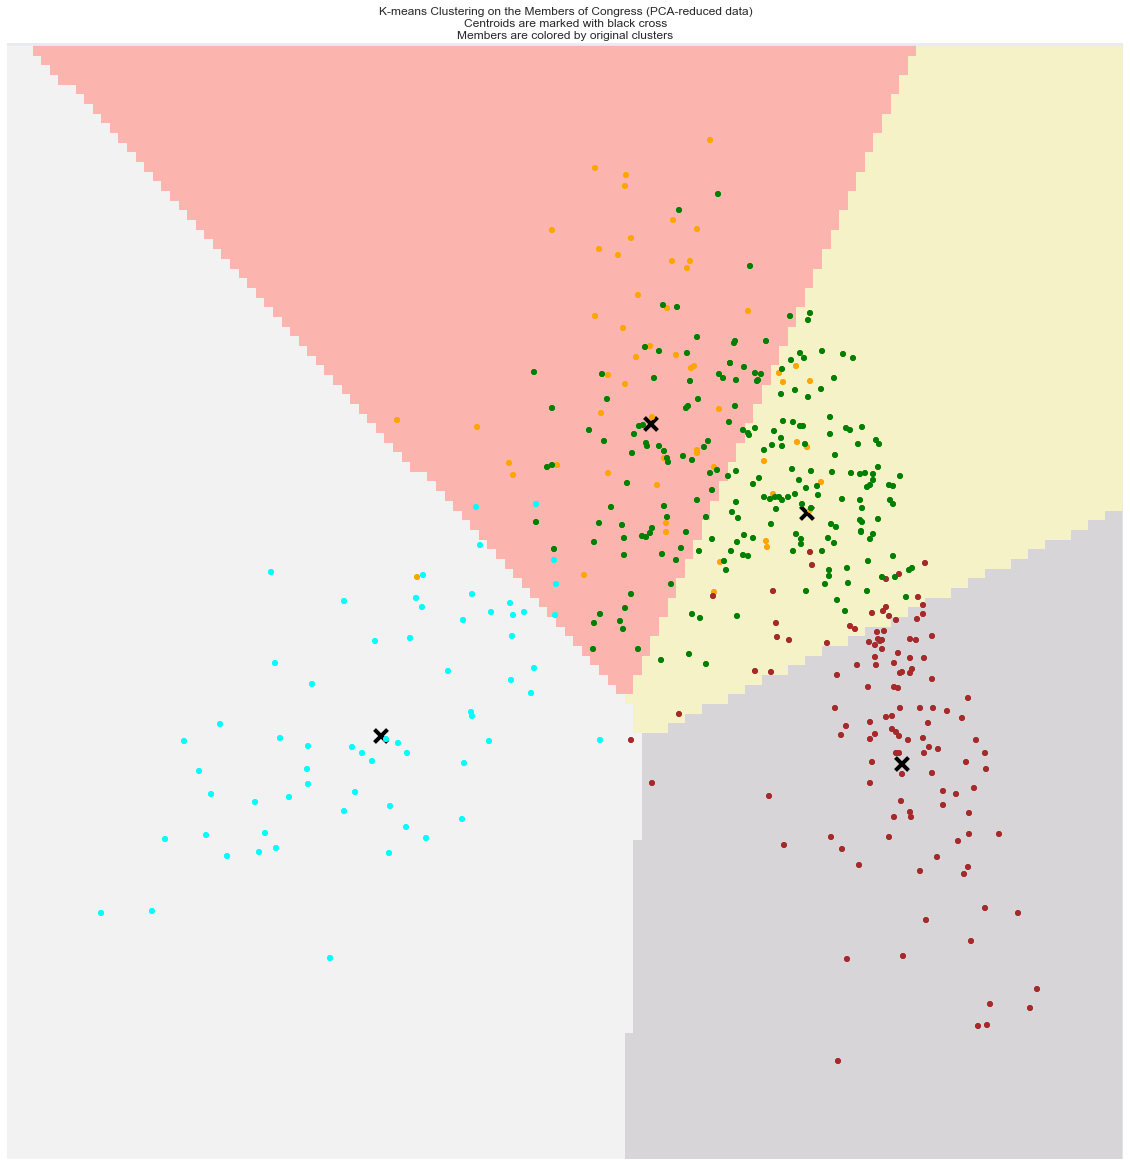 K-means Clustering on the Members of Congress (PCA-reduced data)
Centroids are marked with black cross
Members are colored by original clusters